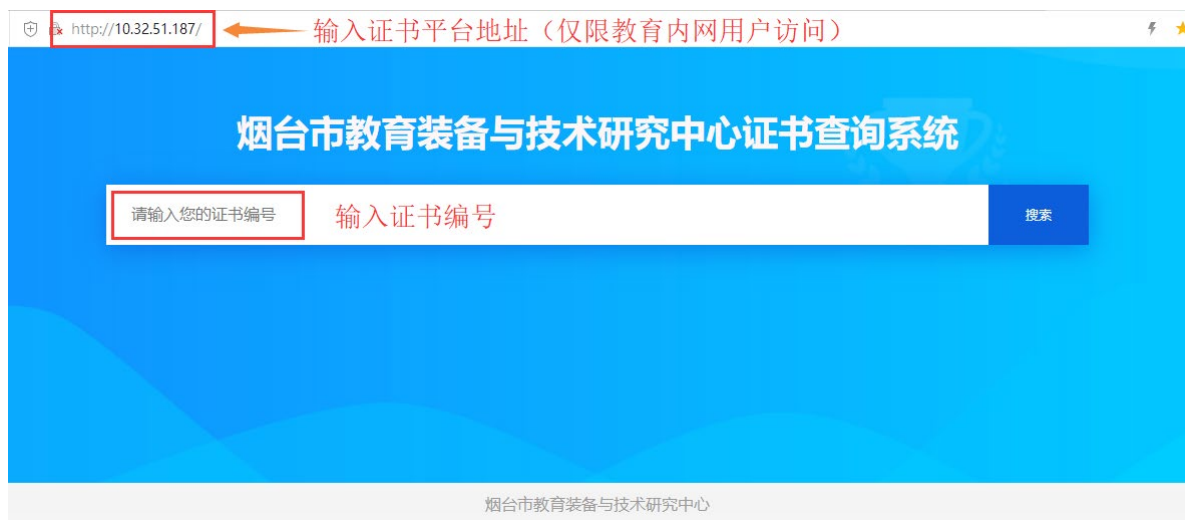 http://10.32.51.187/ 输入证书平台地址（仅限教育内网用户访问）
烟台市教育装备与技术研究中心证书查询系统
请输入您的证书编号 输入证书编号 搜索
烟台市教育装备与技术研究中心